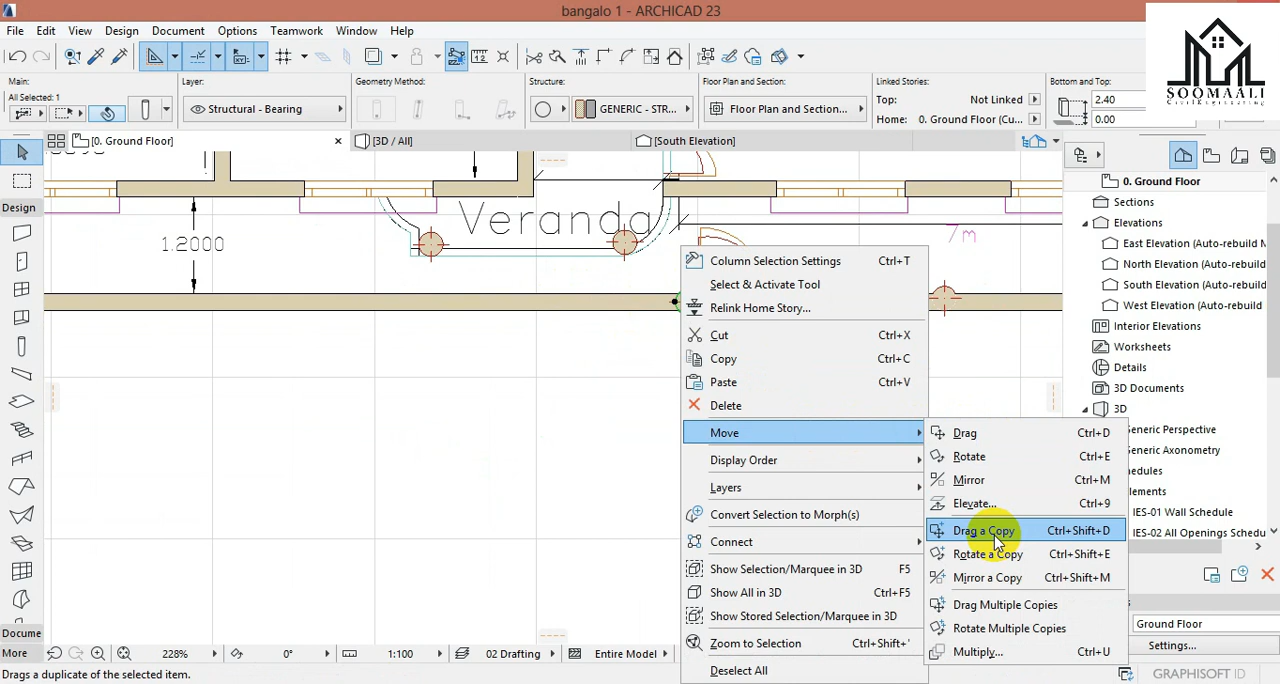 bangalo 1 - ARCHICAD 23
File Edit View Design Document Options Teamwork Window Help
SOOMAALI
Civil Engineering
Main: Layer: Geometry Method: Structure: Floor Plan and Section: Linked Stories: Bottom and Top:
All Selected: 1
Structural - Bearing
GENERIC - STR...
Floor Plan and Section...
Top: Not Linked
Home: 0. Ground Floor (Cu...
2.40
0.00
[0. Ground Floor] [3D / All] [South Elevation]
Design
Veranda
1.2000
7m
0. Ground Floor
Sections
Elevations
East Elevation (Auto-rebuild M
North Elevation (Auto-rebuild
South Elevation (Auto-rebuild
West Elevation (Auto-rebuild
Interior Elevations
Worksheets
Details
3D Documents
3D
Generic Perspective
Generic Axonometry
hedules
lements
IES-01 Wall Schedule
IES-02 All Openings Schedu
Column Selection Settings Ctrl+T
Select & Activate Tool
Relink Home Story...
Cut Ctrl+X
Copy Ctrl+C
Paste Ctrl+V
Delete
Move
Display Order
Layers
Convert Selection to Morph(s)
Connect
Show Selection/Marquee in 3D F5
Show All in 3D Ctrl+F5
Show Stored Selection/Marquee in 3D
Zoom to Selection Ctrl+Shift+'
Deselect All
Drag Ctrl+D
Rotate Ctrl+E
Mirror Ctrl+M
Elevate... Ctrl+9
Drag a Copy Ctrl+Shift+D
Rotate a Copy Ctrl+Shift+E
Mirror a Copy Ctrl+Shift+M
Drag Multiple Copies
Rotate Multiple Copies
Multiply... Ctrl+U
Ground Floor
Settings...
Docume
More
228% 0° 1:100 02 Drafting Entire Model
Drags a duplicate of the selected item.
GRAPHISOFT ID